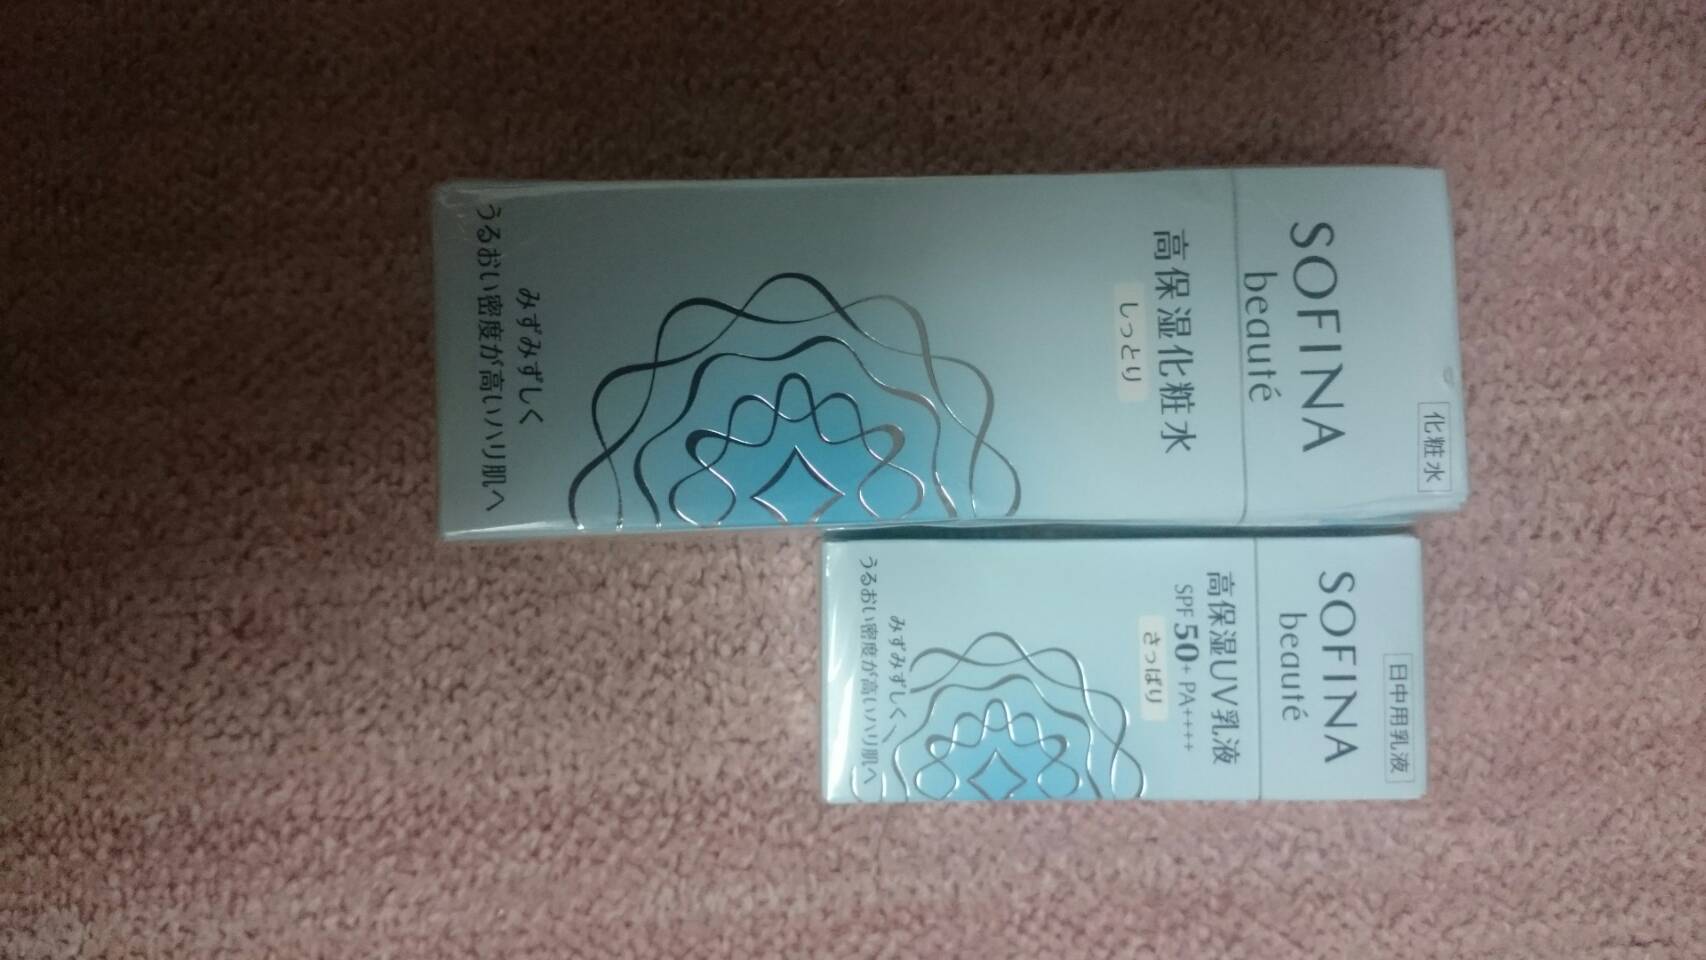 化粧水
SOFINA
beauté
高保湿化粧水
しっとり
みずみずしく
うるおい密度が高いハリ肌へ
日中用乳液
SOFINA
beauté
高保湿UV乳液
SPF50+ PA++++
さっぱり
みずみずしく
うるおい密度が高いハリ肌へ